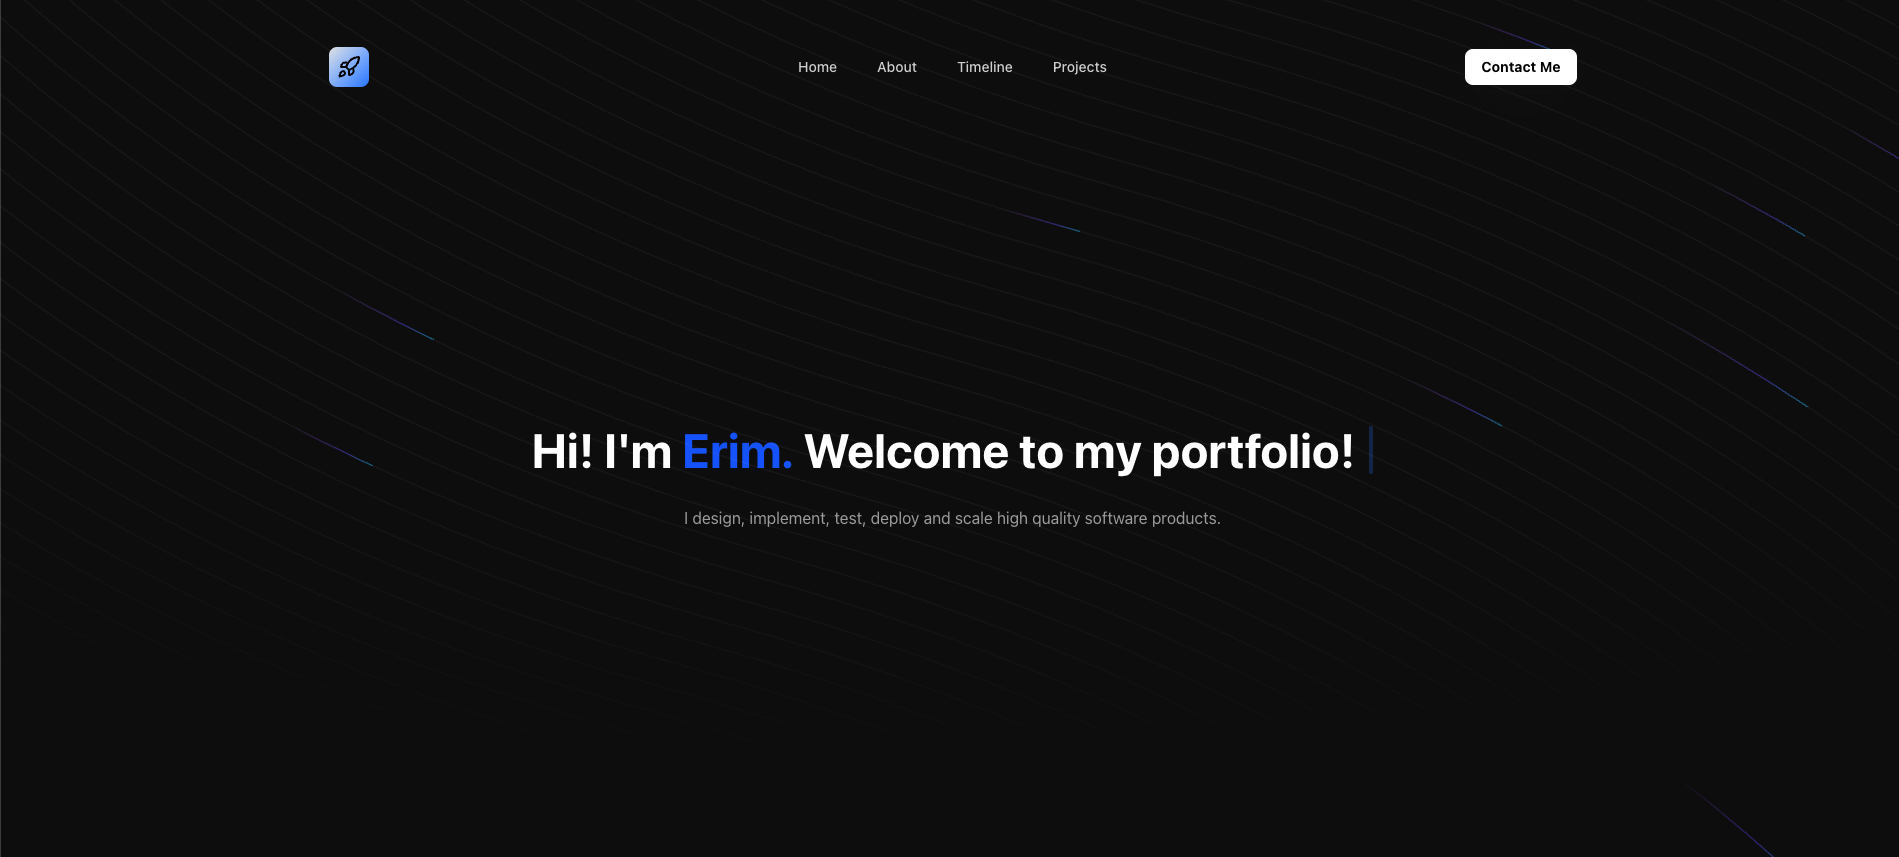 Home
About
Timeline
Projects
Contact Me
Hi! I'm Erim. Welcome to my portfolio!
I design, implement, test, deploy and scale high quality software products.